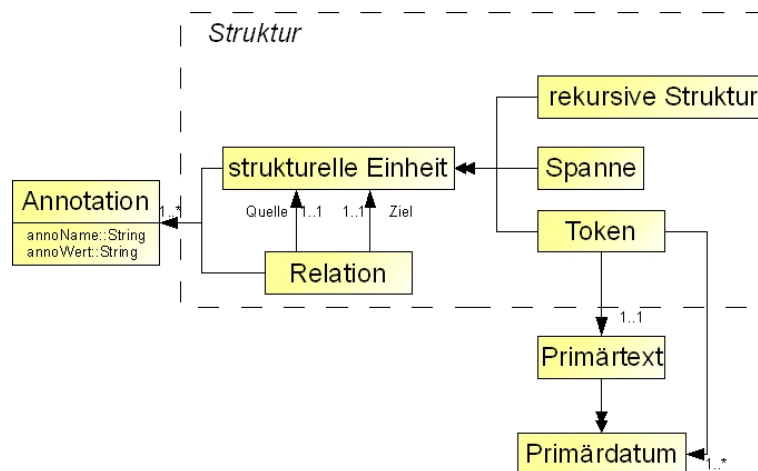 Struktur
rekursive Struktur
strukturelle Einheit
Spanne
Annotation
1..*
annoName::String
annoWert::String
Quelle 1..1 1..1 Ziel
Token
Relation
1..1
Primärtext
Primärdatum
1..*